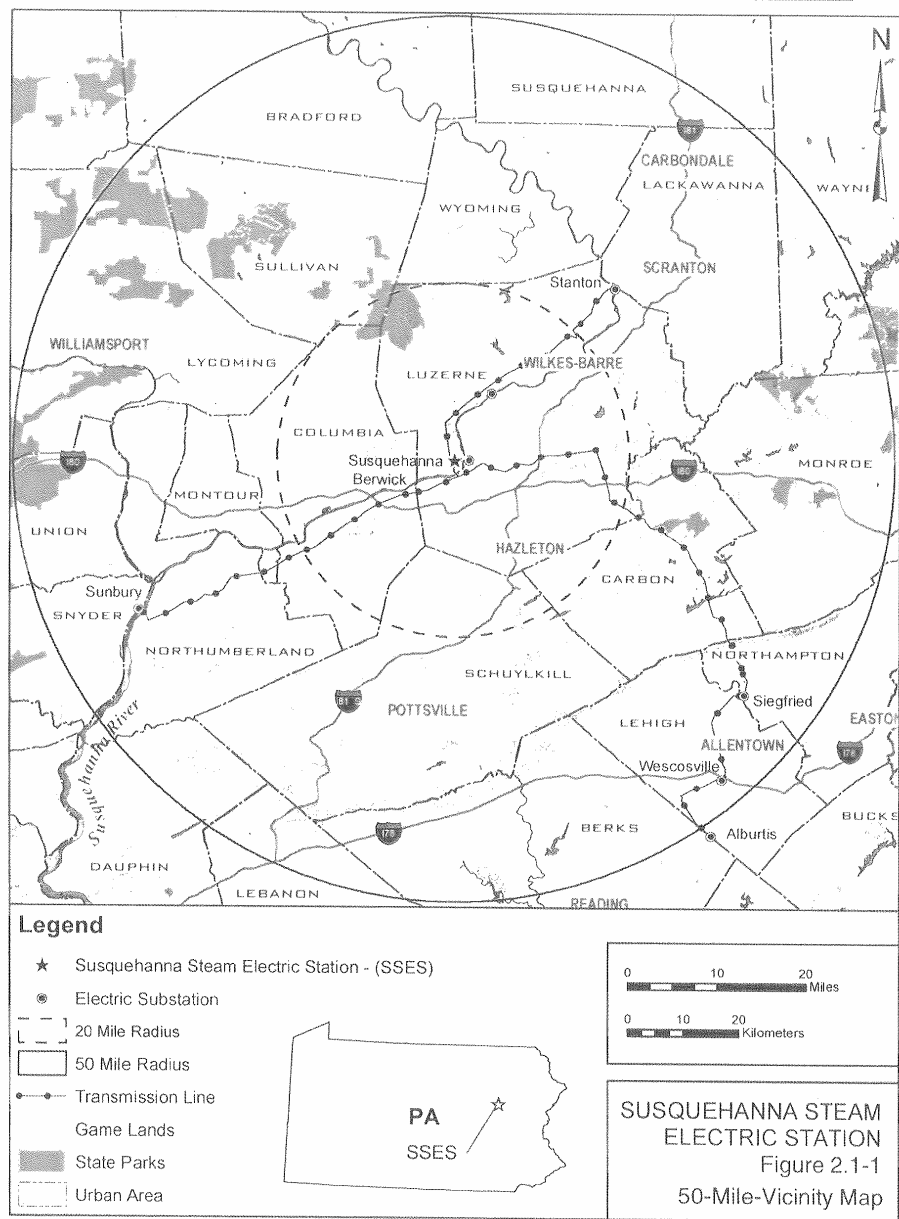 N
SUSQUEHANNA
BRADFORD
81
CARBONDALE
LACKAWANNA
WAYNE
WYOMING
SULLIVAN
SCRANTON
Stanton
WILLIAMSPORT
LYCOMING
WILKES-BARRE
LUZERNE
COLUMBIA
Susquehanna
Berwick
MONROE
MONTOUR
UNION
HAZLETON
CARBON
Sunbury
SNYDER
NORTHUMBERLAND
NORTHAMPTON
SCHUYLKILL
Siegfried
81
POTTSVILLE
LEHIGH
EASTON
ALLENTOWN
Wescosville
Susquehanna River
BUCKS
BERKS
Alburtis
DAUPHIN
LEBANON
READING
Legend
Susquehanna Steam Electric Station - (SSES)
Electric Substation
20 Mile Radius
50 Mile Radius
Transmission Line
Game Lands
State Parks
Urban Area
PA
SSES
0 10 20
Miles
0 10 20
Kilometers
SUSQUEHANNA STEAM
ELECTRIC STATION
Figure 2.1-1
50-Mile-Vicinity Map